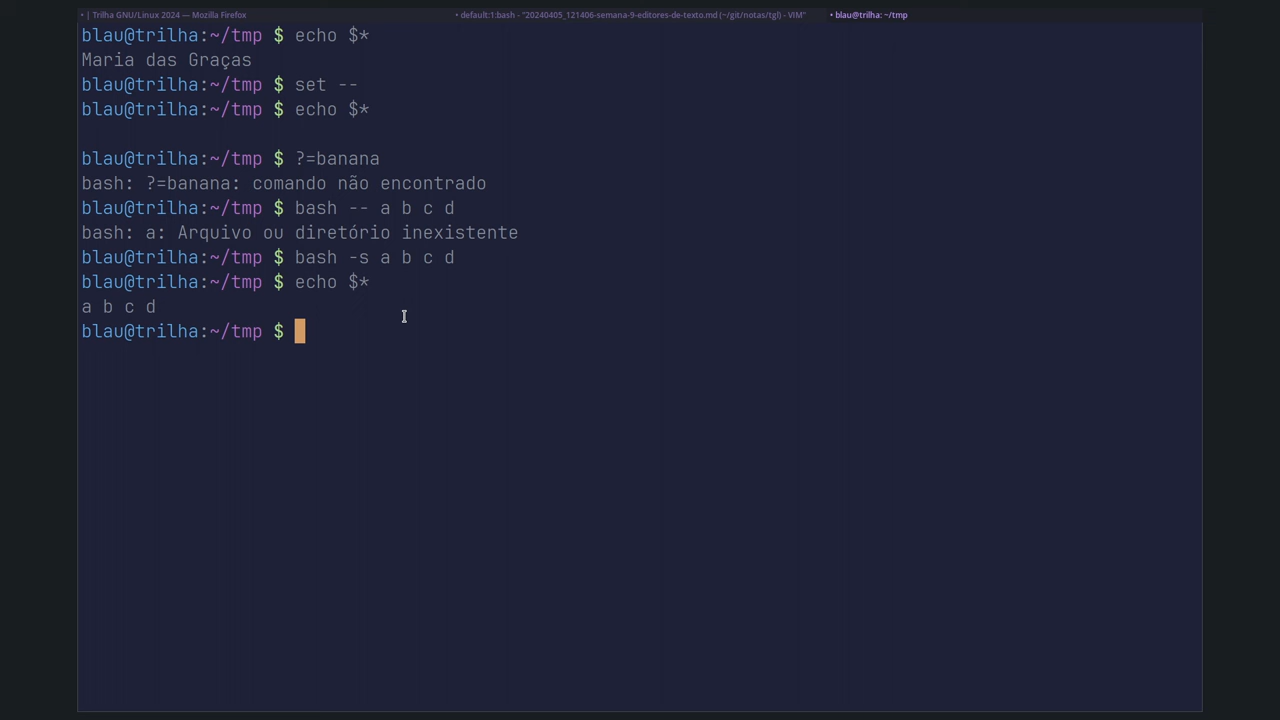 • | Trilha GNU/Linux 2024 — Mozilla Firefox
• default:1:bash - "20240405_121406-semana-9-editores-de-texto.md (~/git/notas/tgl) - VIM"
• blau@trilha: ~/tmp
blau@trilha:~/tmp $ echo $*
Maria das Graças
blau@trilha:~/tmp $ set --
blau@trilha:~/tmp $ echo $*
blau@trilha:~/tmp $ ?=banana
bash: ?=banana: comando não encontrado
blau@trilha:~/tmp $ bash -- a b c d
bash: a: Arquivo ou diretório inexistente
blau@trilha:~/tmp $ bash -s a b c d
blau@trilha:~/tmp $ echo $*
a b c d
blau@trilha:~/tmp $